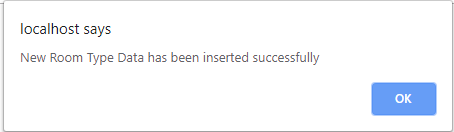 localhost says
New Room Type Data has been inserted successfully
OK